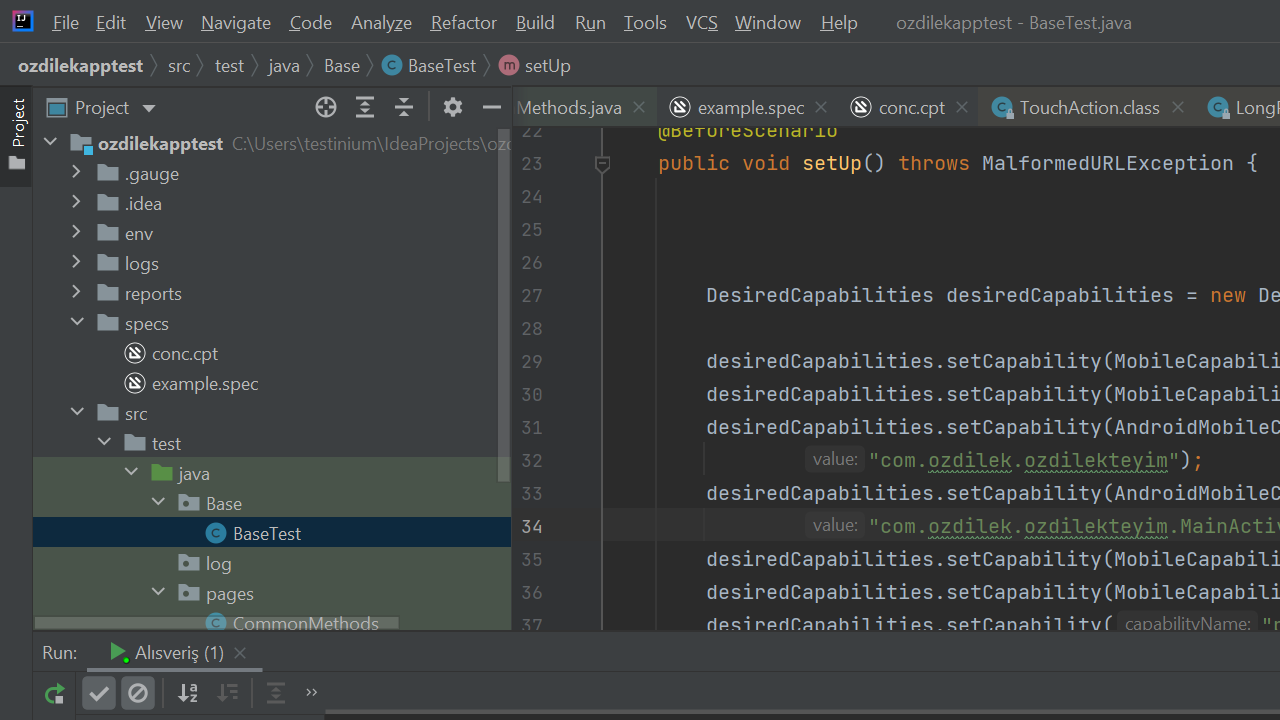 File Edit View Navigate Code Analyze Refactor Build Run Tools VCS Window Help ozdilekapptest - BaseTest.java
ozdilekapptest src test java Base BaseTest setUp
Project
Project
Methods.java example.spec conc.cpt TouchAction.class Long
ozdilekapptest C:\Users\testinium\IdeaProjects\oz
.gauge
.idea
env
logs
reports
specs
conc.cpt
example.spec
src
test
java
Base
BaseTest
log
pages
CommonMethods
22 @BeforeScenario
23 public void setUp() throws MalformedURLException {
24
25
26
27 DesiredCapabilities desiredCapabilities = new De
28
29 desiredCapabilities.setCapability(MobileCapabili
30 desiredCapabilities.setCapability(MobileCapabili
31 desiredCapabilities.setCapability(AndroidMobileC
32 value: "com.ozdilek.ozdilekteyim");
33 desiredCapabilities.setCapability(AndroidMobileC
34 value: "com.ozdilek.ozdilekteyim.MainActiv
35 desiredCapabilities.setCapability(MobileCapabili
36 desiredCapabilities.setCapability(MobileCapabili
37 desiredCapabilities.setCapability( capabilityName: "
Run: Alısveriş (1)